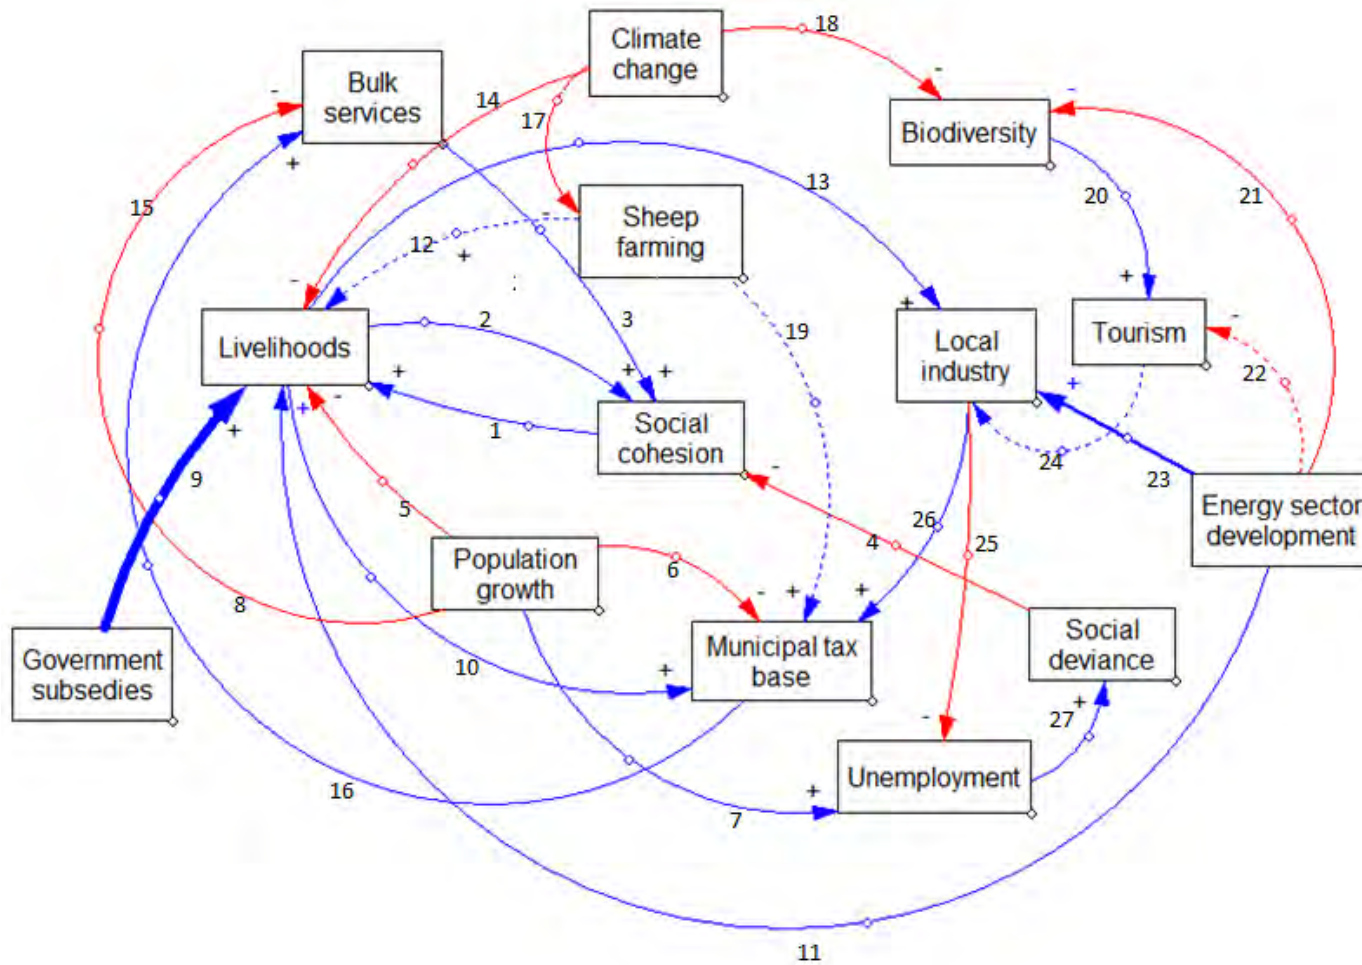 Climate
change
18
-
-
Bulk
services
-
14
17
+
Biodiversity
15
13
20
21
-
Sheep
farming
12
+
-
:
+
19
+
-
Livelihoods
2
3
Local
industry
Tourism
+
-
+
+
+
+
22
1
Social
cohesion
24
-
9
5
23
Energy sector
development
26
25
4
Population
growth
6
-
+
+
8
Government
subsedies
10
+
Municipal tax
base
Social
deviance
-
27
+
16
+
Unemployment
7
11